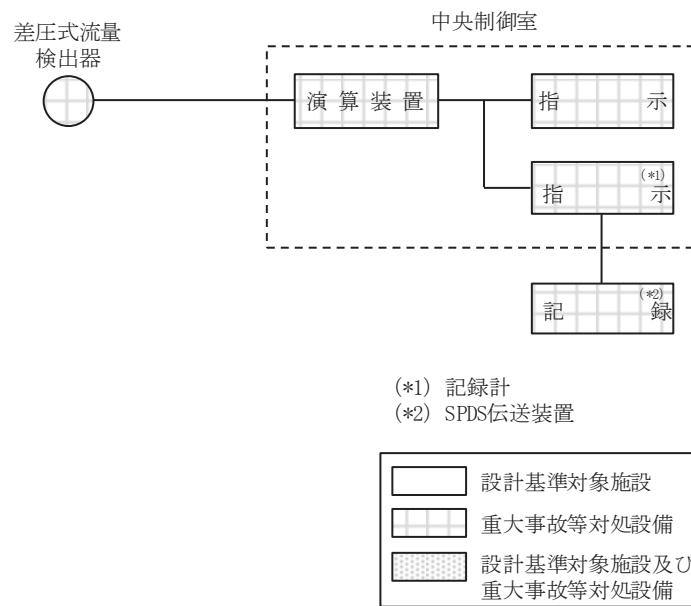 中央制御室
差圧式流量
検出器
演 算 装 置
指 示
指 示 (*1)
記 録 (*2)
(*1) 記録計
(*2) SPDS伝送装置
設計基準対象施設
重大事故等対処設備
設計基準対象施設及び
重大事故等対処設備